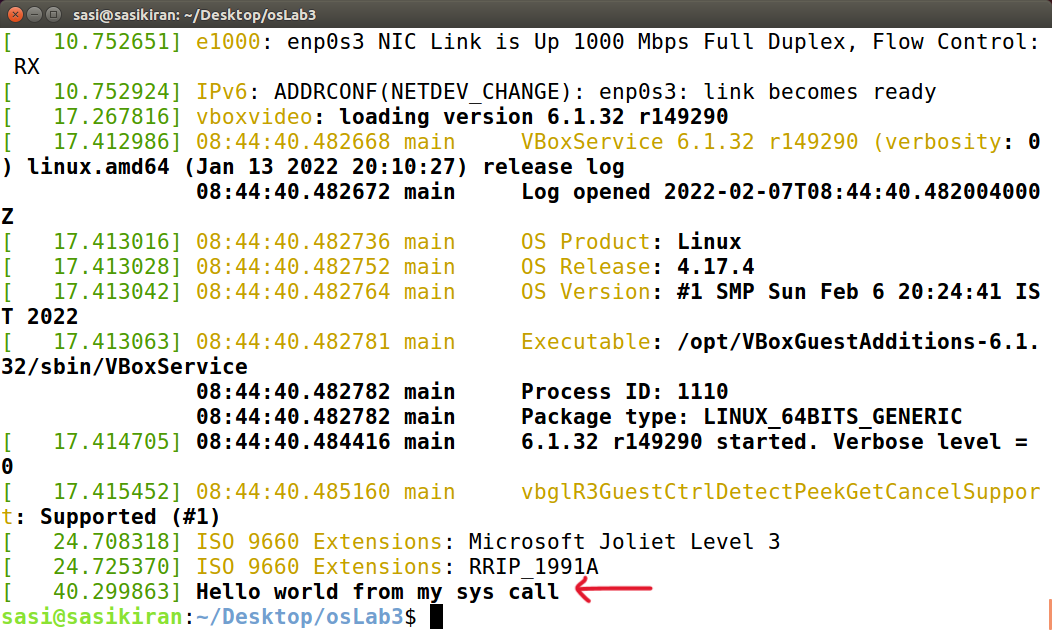 sasi@sasikiran: ~/Desktop/osLab3
[   10.752651] e1000: enp0s3 NIC Link is Up 1000 Mbps Full Duplex, Flow Control:
 RX
[   10.752924] IPv6: ADDRCONF(NETDEV_CHANGE): enp0s3: link becomes ready
[   17.267816] vboxvideo: loading version 6.1.32 r149290
[   17.412986] 08:44:40.482668 main     VBoxService 6.1.32 r149290 (verbosity: 0
) linux.amd64 (Jan 13 2022 20:10:27) release log
               08:44:40.482672 main     Log opened 2022-02-07T08:44:40.482004000
Z
[   17.413016] 08:44:40.482736 main     OS Product: Linux
[   17.413028] 08:44:40.482752 main     OS Release: 4.17.4
[   17.413042] 08:44:40.482764 main     OS Version: #1 SMP Sun Feb 6 20:24:41 IS
T 2022
[   17.413063] 08:44:40.482781 main     Executable: /opt/VBoxGuestAdditions-6.1.
32/sbin/VBoxService
               08:44:40.482782 main     Process ID: 1110
               08:44:40.482782 main     Package type: LINUX_64BITS_GENERIC
[   17.414705] 08:44:40.484416 main     6.1.32 r149290 started. Verbose level =
0
[   17.415452] 08:44:40.485160 main     vbglR3GuestCtrlDetectPeekGetCancelSuppor
t: Supported (#1)
[   24.708318] ISO 9660 Extensions: Microsoft Joliet Level 3
[   24.725370] ISO 9660 Extensions: RRIP_1991A
[   40.299863] Hello world from my sys call
sasi@sasikiran:~/Desktop/osLab3$